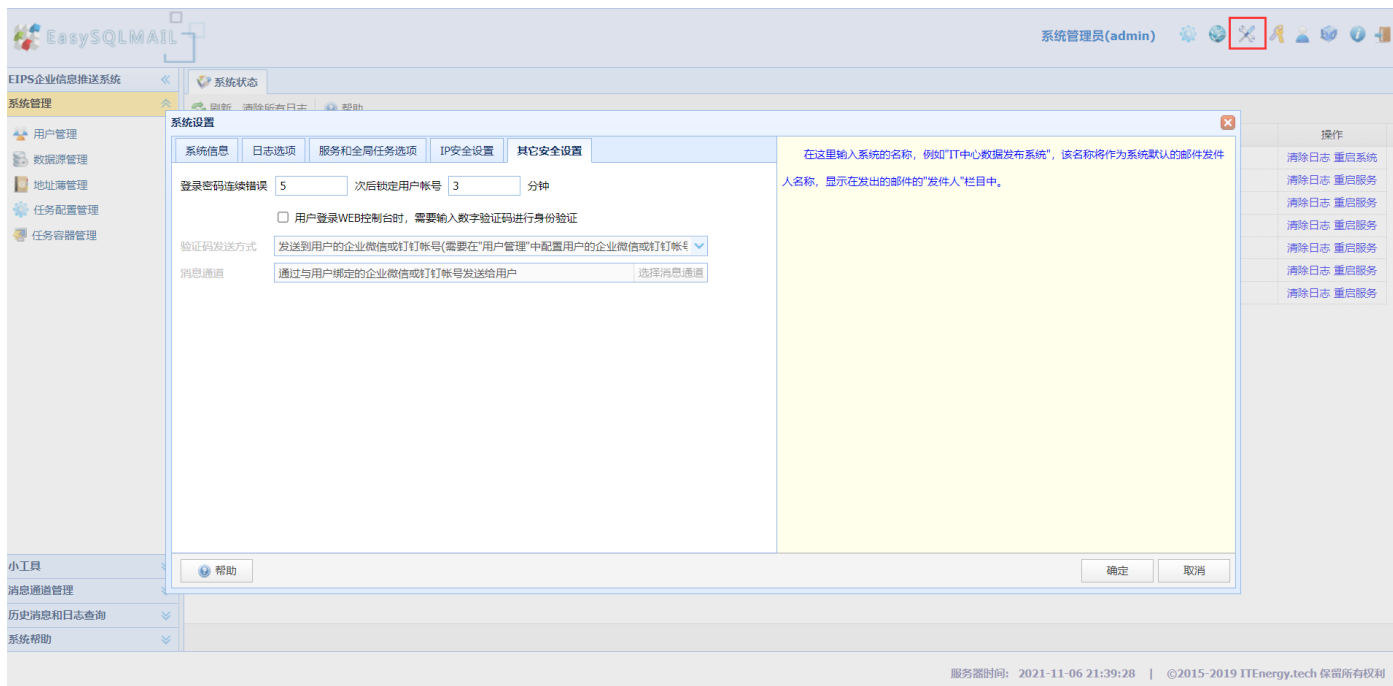 EasySQLMAIL
系统管理员(admin)
EIPS企业信息推送系统
系统状态
系统管理
刷新 清除所有日志 帮助
用户管理
数据源管理
地址薄管理
任务配置管理
任务容器管理
系统设置
系统信息 日志选项 服务和全局任务选项 IP安全设置 其它安全设置
登录密码连续错误 5 次后锁定用户帐号 3 分钟
用户登录WEB控制台时，需要输入数字验证码进行身份验证
验证码发送方式 发送到用户的企业微信或钉钉帐号(需要在"用户管理"中配置用户的企业微信或钉钉帐号
消息通道 通过与用户绑定的企业微信或钉钉帐号发送给用户 选择消息通道
在这里输入系统的名称，例如"IT中心数据发布系统"，该名称将作为系统默认的邮件发件
人名称，显示在发出的邮件的"发件人"栏目中。
操作
清除日志 重启系统
清除日志 重启服务
清除日志 重启服务
清除日志 重启服务
清除日志 重启服务
清除日志 重启服务
清除日志 重启服务
帮助 确定 取消
小工具
消息通道管理
历史消息和日志查询
系统帮助
服务器时间: 2021-11-06 21:39:28 | ©2015-2019 ITEnergy.tech 保留所有权利